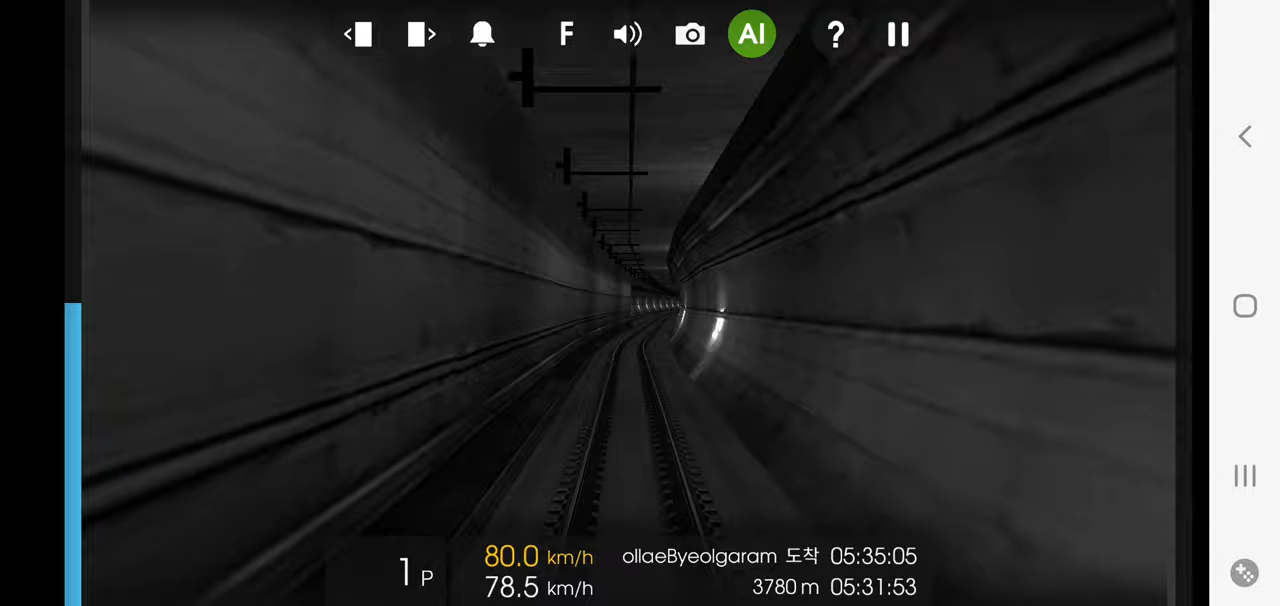 F AI ?
80.0 km/h ollaeByeolgaram 도착 05:35:05
1 P 78.5 km/h 3780 m 05:31:53